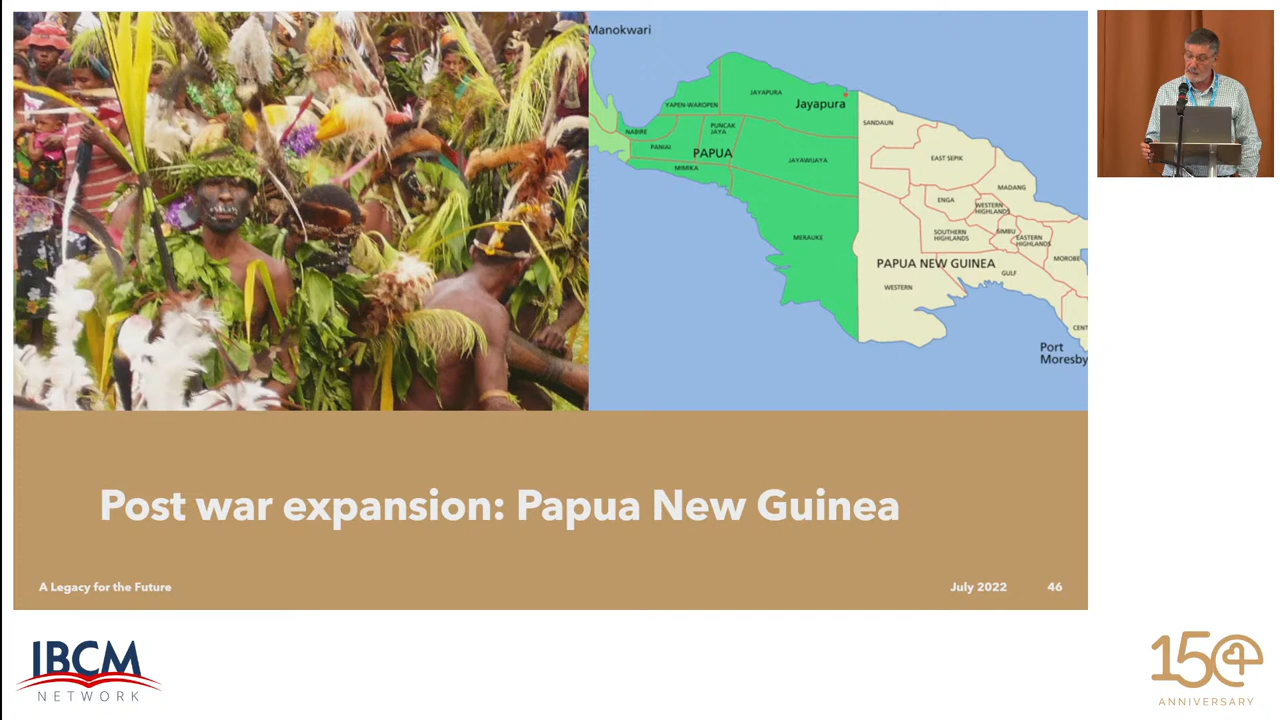 Manokwari
JAYAPURA
Jayapura
YAPEN-WAROPEN
SANDAUN
NABIRE
PUNCAK
JAYA
PANIAI
PAPUA
JAYAWIJAYA
EAST SEPIK
MIMIKA
MADANG
ENGA
WESTERN
HIGHLANDS
SIMBU
EASTERN
HIGHLANDS
SOUTHERN
HIGHLANDS
MERAUKE
MOROBE
PAPUA NEW GUINEA
GULF
WESTERN
CENT
Port
Moresby
Post war expansion: Papua New Guinea
A Legacy for the Future
July 2022
46
IBCM
NETWORK
150
ANNIVERSARY